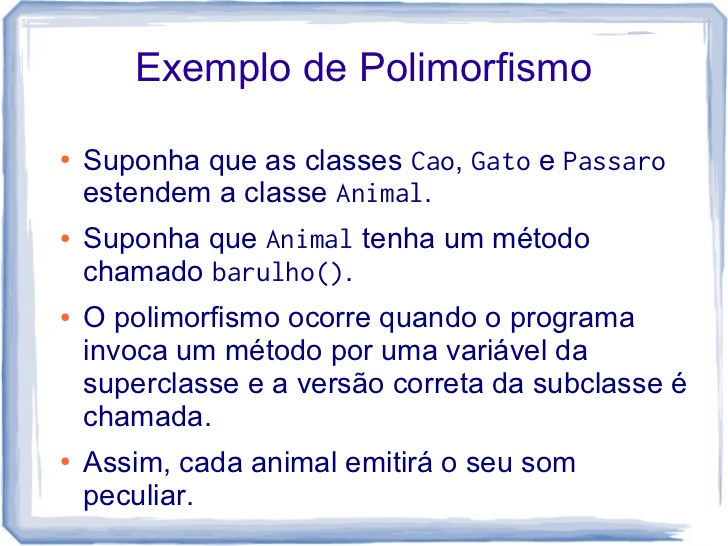 Exemplo de Polimorfismo
• Suponha que as classes Cao, Gato e Passaro
estendem a classe Animal.
• Suponha que Animal tenha um método
chamado barulho().
• O polimorfismo ocorre quando o programa
invoca um método por uma variável da
superclasse e a versão correta da subclasse é
chamada.
• Assim, cada animal emitirá o seu som
peculiar.